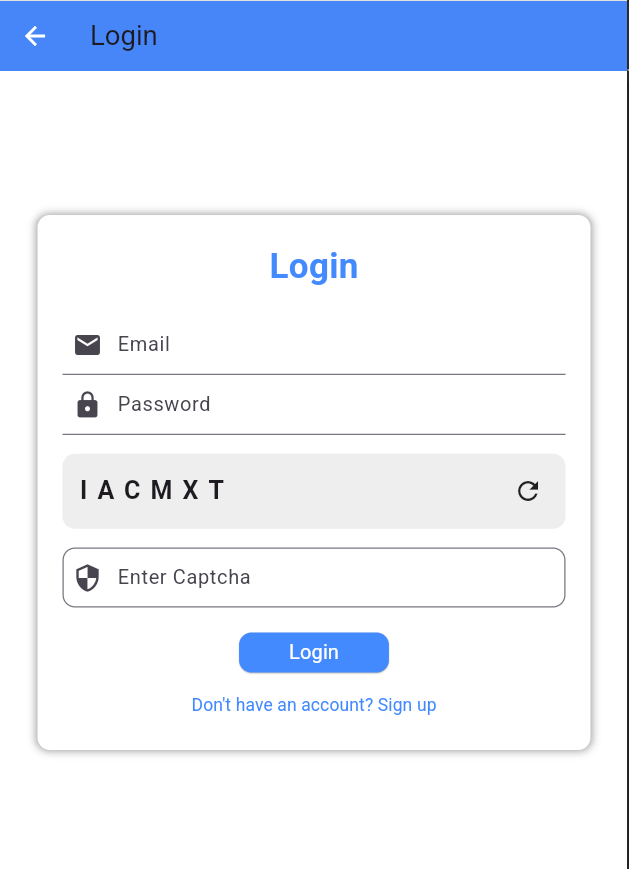 Login
Login
Email
Password
I A C M X T
Enter Captcha
Login
Don't have an account? Sign up